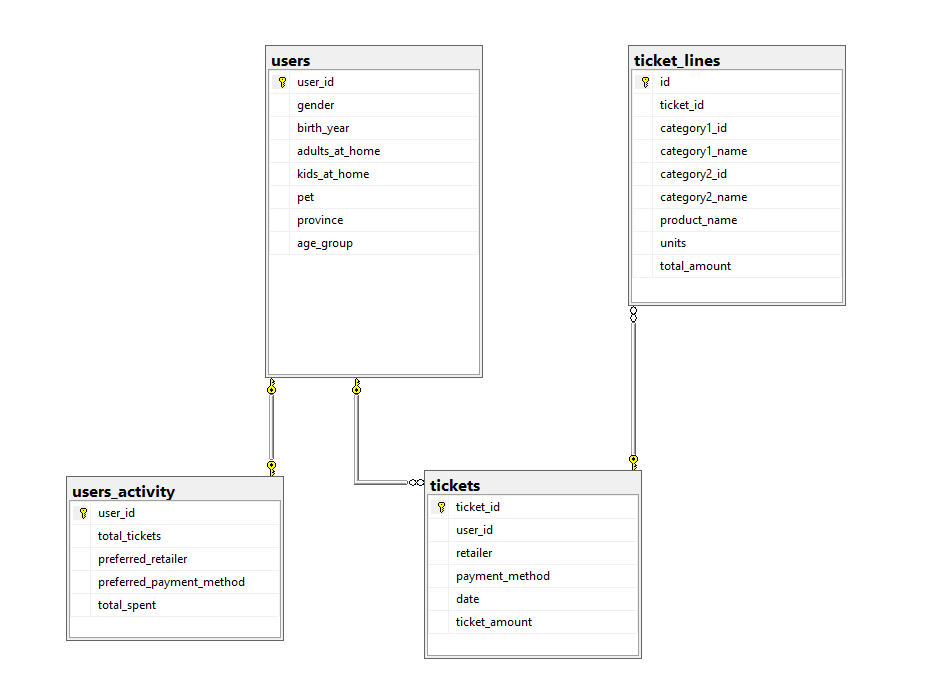 users
user_id
gender
birth_year
adults_at_home
kids_at_home
pet
province
age_group
ticket_lines
id
ticket_id
category1_id
category1_name
category2_id
category2_name
product_name
units
total_amount
users_activity
user_id
total_tickets
preferred_retailer
preferred_payment_method
total_spent
tickets
ticket_id
user_id
retailer
payment_method
date
ticket_amount